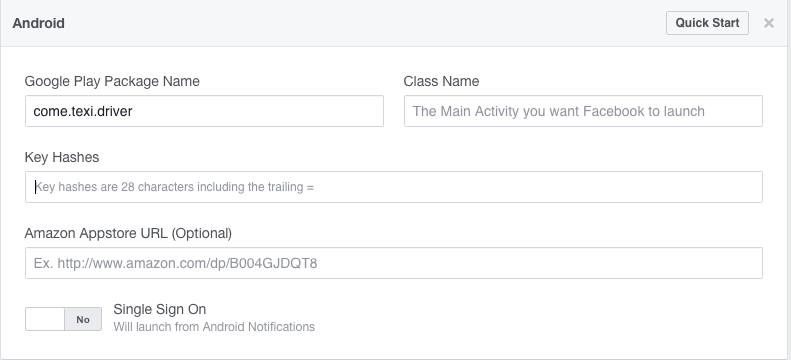 Android
Quick Start ×
Google Play Package Name
Class Name
come.texi.driver
The Main Activity you want Facebook to launch
Key Hashes
Key hashes are 28 characters including the trailing =
Amazon Appstore URL (Optional)
Ex. http://www.amazon.com/dp/B004GJDQT8
No
Single Sign On
Will launch from Android Notifications